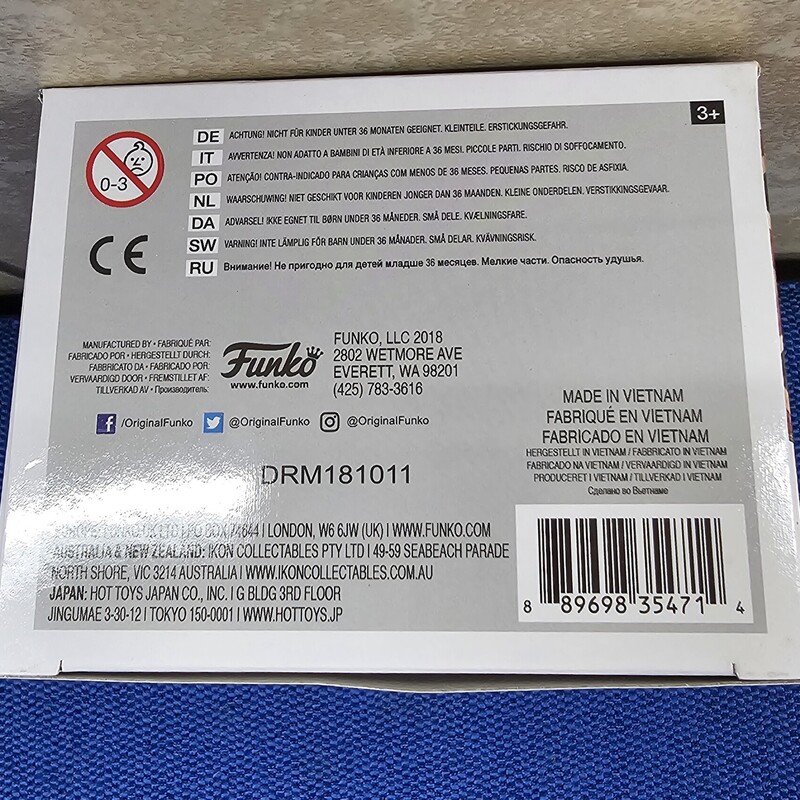 3+
0-3
DE ACHTUNG! NICHT FÜR KINDER UNTER 36 MONATEN GEEIGNET. KLEINTEILE. ERSTICKUNGSGEFAHR.
IT AVVERTENZA! NON ADATTO A BAMBINI DI ETÀ INFERIORE A 36 MESI. PICCOLE PARTI. RISCHIO DI SOFFOCAMENTO.
PO ATENÇÃO! CONTRA-INDICADO PARA CRIANÇAS COM MENOS DE 36 MESES. PEQUENAS PARTES. RISCO DE ASFIXIA.
NL WAARSCHUWING! NIET GESCHIKT VOOR KINDEREN JONGER DAN 36 MAANDEN. KLEINE ONDERDELEN. VERSTIKKINGSGEVAAR.
DA ADVARSEL! IKKE EGNET TIL BØRN UNDER 36 MÅNEDER. SMÅ DELE. KVÆLNINGSFARE.
SW VARNING! INTE LÄMPLIG FÖR BARN UNDER 36 MÅNADER. SMÅ DELAR. KVÄVNINGSRISK.
RU Внимание! Не пригодно для детей младше 36 месяцев. Мелкие части. Опасность удушья.
CE
MANUFACTURED BY • FABRIQUÉ PAR:
FABRICADO POR • HERGESTELLT DURCH:
FABBRICATO DA • FABRICADO POR:
VERVAARDIGD DOOR • FREMSTILLET AF:
TILLVERKAD AV • Производитель:
Funko
www.funko.com
FUNKO, LLC 2018
2802 WETMORE AVE
EVERETT, WA 98201
(425) 783-3616
/OriginalFunko @OriginalFunko @OriginalFunko
MADE IN VIETNAM
FABRIQUÉ EN VIETNAM
FABRICADO EN VIETNAM
HERGESTELLT IN VIETNAM / FABBRICATO IN VIETNAM
FABRICADO NA VIETNAM / VERVAARDIGD IN VIETNAM
PRODUCERET I VIETNAM / TILLVERKAD I VIETNAM
Сделано во Вьетнаме
DRM181011
EUROPE: FUNKO UK LTD I PO BOX 74644 I LONDON, W6 6JW (UK) I WWW.FUNKO.COM
AUSTRALIA & NEW ZEALAND: IKON COLLECTABLES PTY LTD I 49-59 SEABEACH PARADE
NORTH SHORE, VIC 3214 AUSTRALIA I WWW.IKONCOLLECTABLES.COM.AU
JAPAN: HOT TOYS JAPAN CO., INC. I G BLDG 3RD FLOOR
JINGUMAE 3-30-12 I TOKYO 150-0001 I WWW.HOTTOYS.JP
8 89698 35471 4